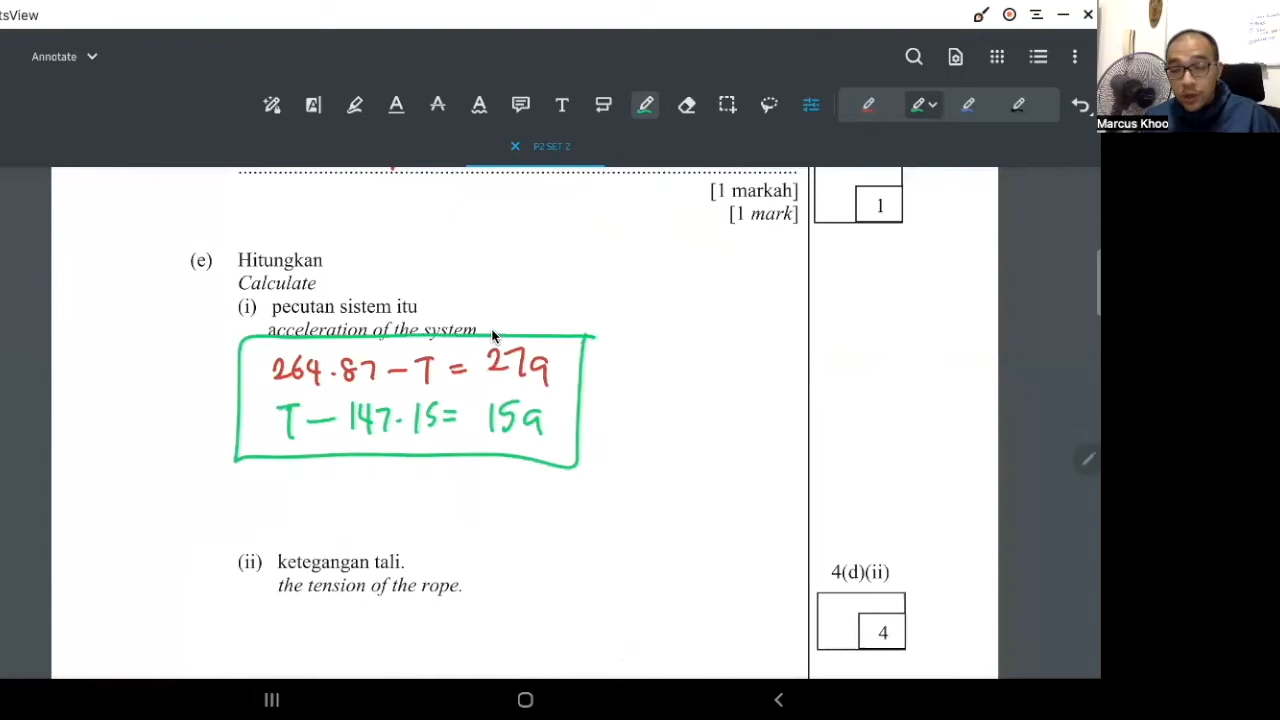 tsView
Annotate
P2 SET 2
Marcus Khoo
[1 markah]
[1 mark]
1
(e) Hitungkan
Calculate
(i) pecutan sistem itu
acceleration of the system
264.87 - T = 27a
T - 147.15 = 15a
(ii) ketegangan tali.
the tension of the rope.
4(d)(ii)
4